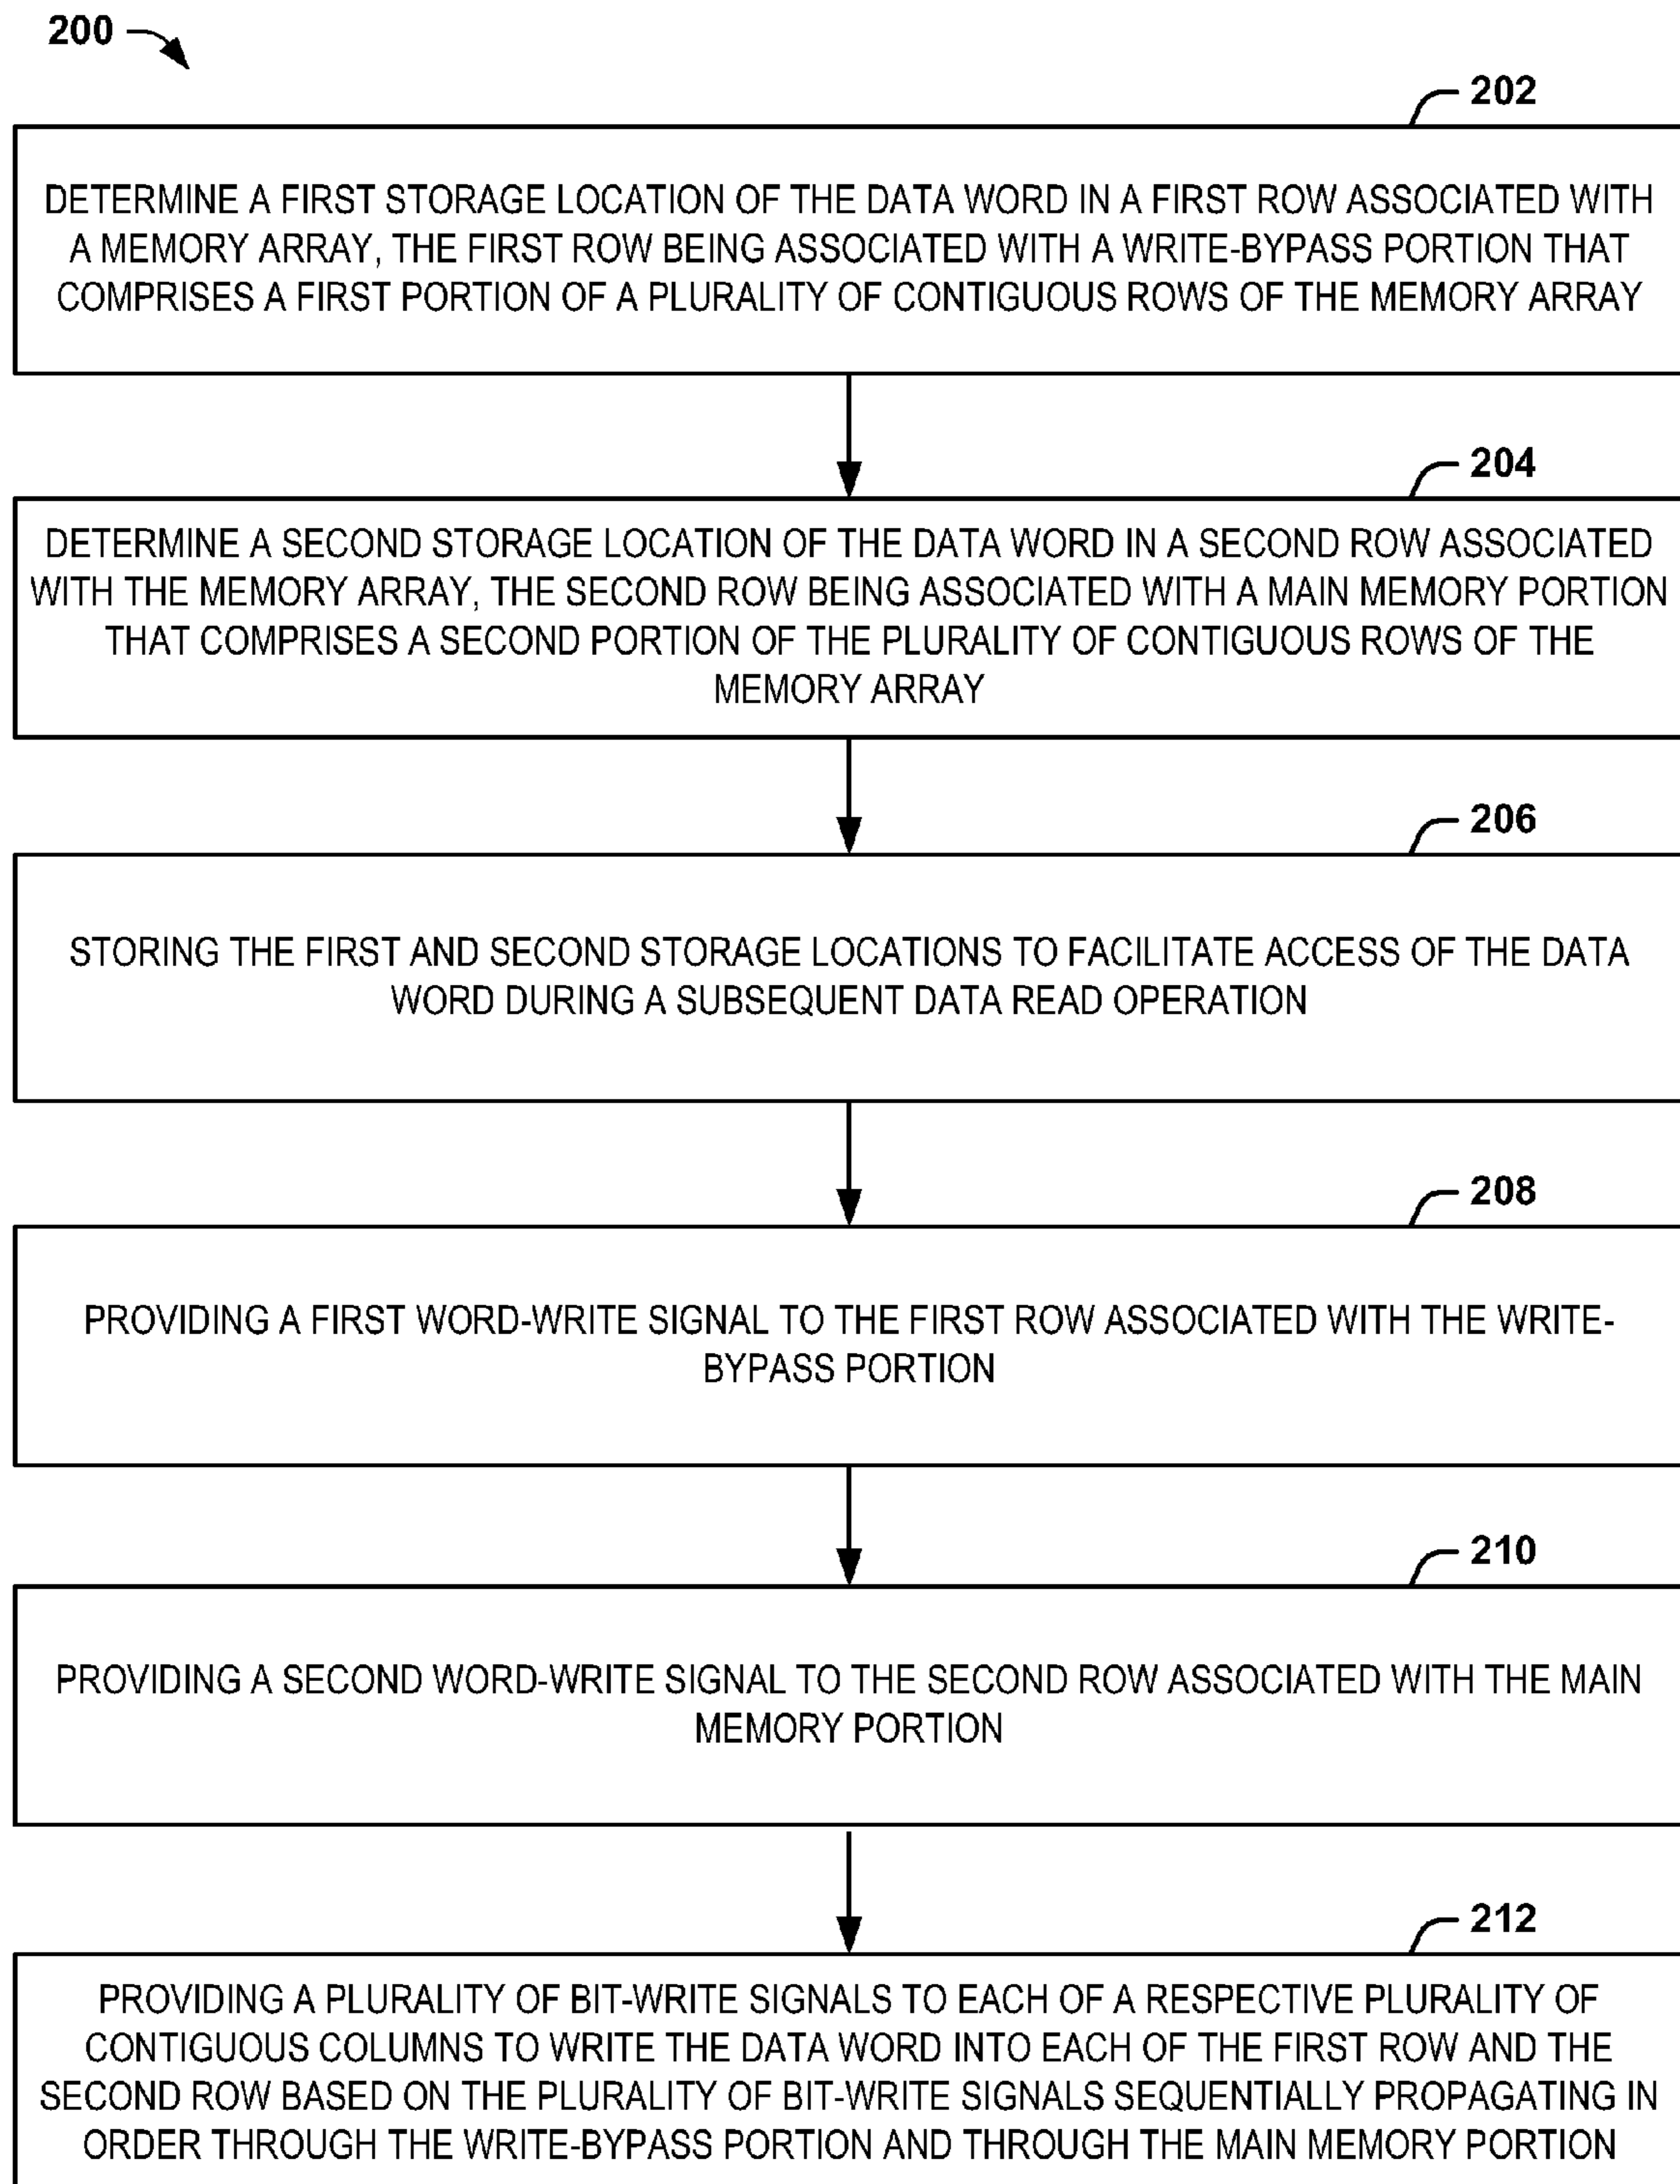 200
202
DETERMINE A FIRST STORAGE LOCATION OF THE DATA WORD IN A FIRST ROW ASSOCIATED WITH
A MEMORY ARRAY, THE FIRST ROW BEING ASSOCIATED WITH A WRITE-BYPASS PORTION THAT
COMPRISES A FIRST PORTION OF A PLURALITY OF CONTIGUOUS ROWS OF THE MEMORY ARRAY
204
DETERMINE A SECOND STORAGE LOCATION OF THE DATA WORD IN A SECOND ROW ASSOCIATED
WITH THE MEMORY ARRAY, THE SECOND ROW BEING ASSOCIATED WITH A MAIN MEMORY PORTION
THAT COMPRISES A SECOND PORTION OF THE PLURALITY OF CONTIGUOUS ROWS OF THE
MEMORY ARRAY
206
STORING THE FIRST AND SECOND STORAGE LOCATIONS TO FACILITATE ACCESS OF THE DATA
WORD DURING A SUBSEQUENT DATA READ OPERATION
208
PROVIDING A FIRST WORD-WRITE SIGNAL TO THE FIRST ROW ASSOCIATED WITH THE WRITE-
BYPASS PORTION
210
PROVIDING A SECOND WORD-WRITE SIGNAL TO THE SECOND ROW ASSOCIATED WITH THE MAIN
MEMORY PORTION
212
PROVIDING A PLURALITY OF BIT-WRITE SIGNALS TO EACH OF A RESPECTIVE PLURALITY OF
CONTIGUOUS COLUMNS TO WRITE THE DATA WORD INTO EACH OF THE FIRST ROW AND THE
SECOND ROW BASED ON THE PLURALITY OF BIT-WRITE SIGNALS SEQUENTIALLY PROPAGATING IN
ORDER THROUGH THE WRITE-BYPASS PORTION AND THROUGH THE MAIN MEMORY PORTION